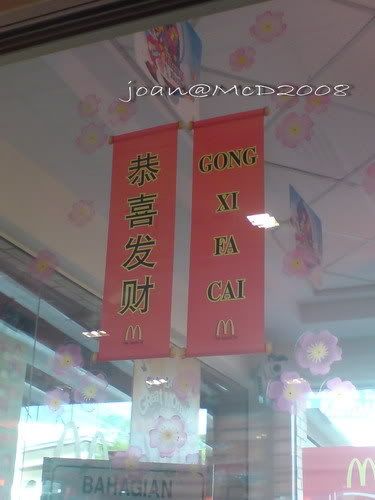 joan@McD2008
恭
喜
发
财
GONG
XI
FA
CAI
BAHAGIAN